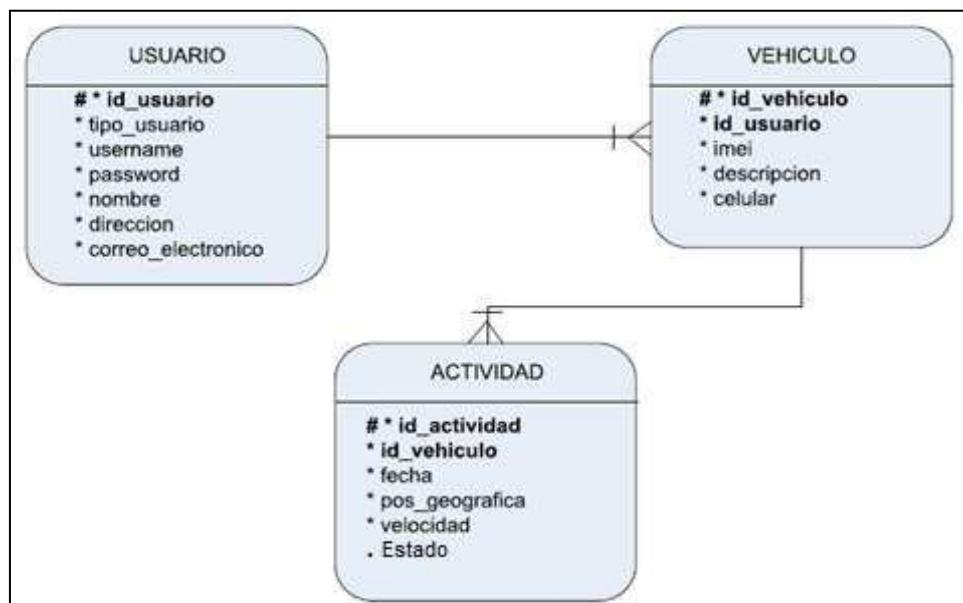 USUARIO
# * id_usuario
* tipo_usuario
* username
* password
* nombre
* direccion
* correo_electronico
VEHICULO
# * id_vehiculo
* id_usuario
* imei
* descripcion
* celular
ACTIVIDAD
# * id_actividad
* id_vehiculo
* fecha
* pos_geografica
* velocidad
. Estado